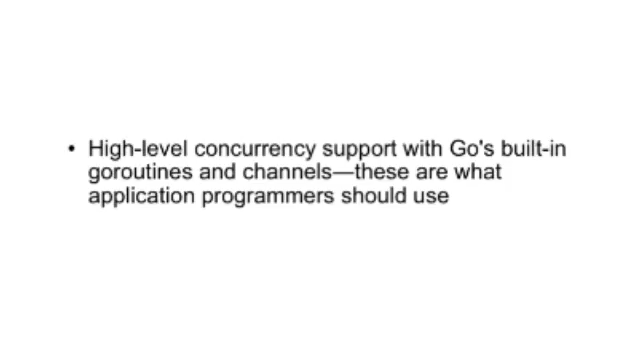 • High-level concurrency support with Go's built-in
goroutines and channels—these are what
application programmers should use